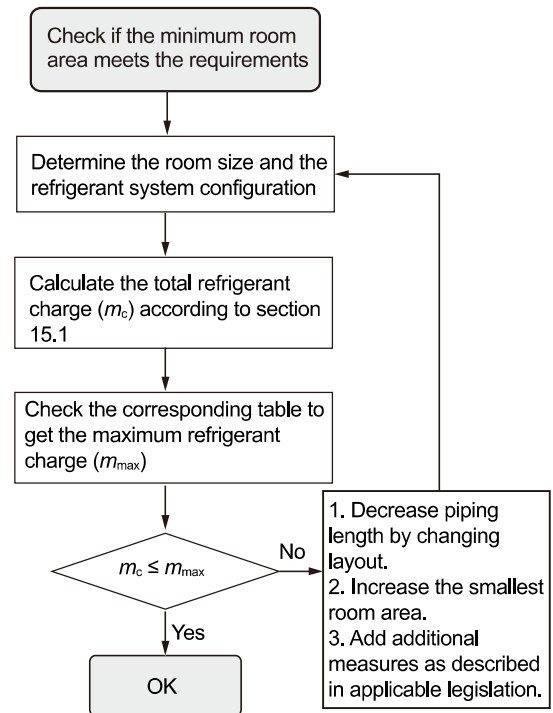 Check if the minimum room
area meets the requirements
Determine the room size and the
refrigerant system configuration
Calculate the total refrigerant
charge (mc) according to section
15.1
Check the corresponding table to
get the maximum refrigerant
charge (mmax)
mc ≤ mmax
No
1. Decrease piping
length by changing
layout.
2. Increase the smallest
room area.
3. Add additional
measures as described
in applicable legislation.
Yes
OK